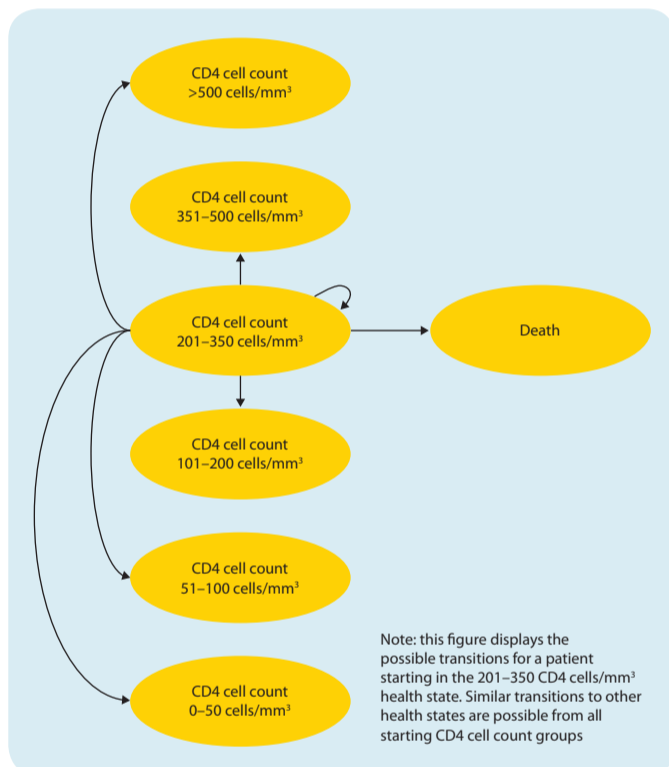 CD4 cell count
>500 cells/mm³
CD4 cell count
351–500 cells/mm³
CD4 cell count
201–350 cells/mm³
Death
CD4 cell count
101–200 cells/mm³
CD4 cell count
51–100 cells/mm³
CD4 cell count
0–50 cells/mm³
Note: this figure displays the
possible transitions for a patient
starting in the 201–350 CD4 cells/mm³
health state. Similar transitions to other
health states are possible from all
starting CD4 cell count groups